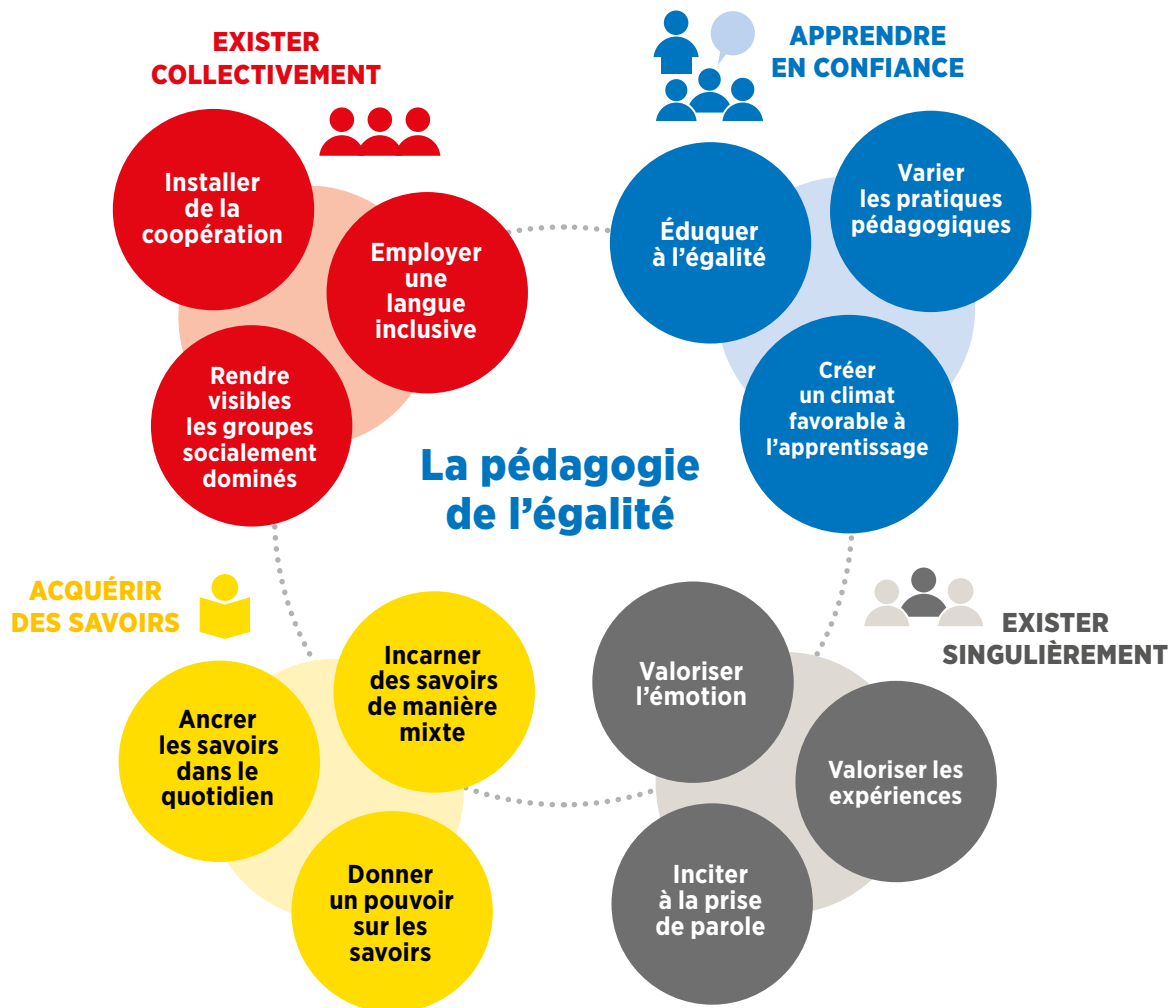 EXISTER
COLLECTIVEMENT
Installer
de la
coopération
Employer
une
langue
inclusive
Rendre
visibles
les groupes
socialement
dominés
APPRENDRE
EN CONFIANCE
Éduquer
à l’égalité
Varier
les pratiques
pédagogiques
Créer
un climat
favorable à
l’apprentissage
La pédagogie
de l’égalité
ACQUÉRIR
DES SAVOIRS
Incarner
des savoirs
de manière
mixte
Ancrer
les savoirs
dans le
quotidien
Donner
un pouvoir
sur les
savoirs
EXISTER
SINGULIÈREMENT
Valoriser
l’émotion
Valoriser les
expériences
Inciter
à la prise
de parole